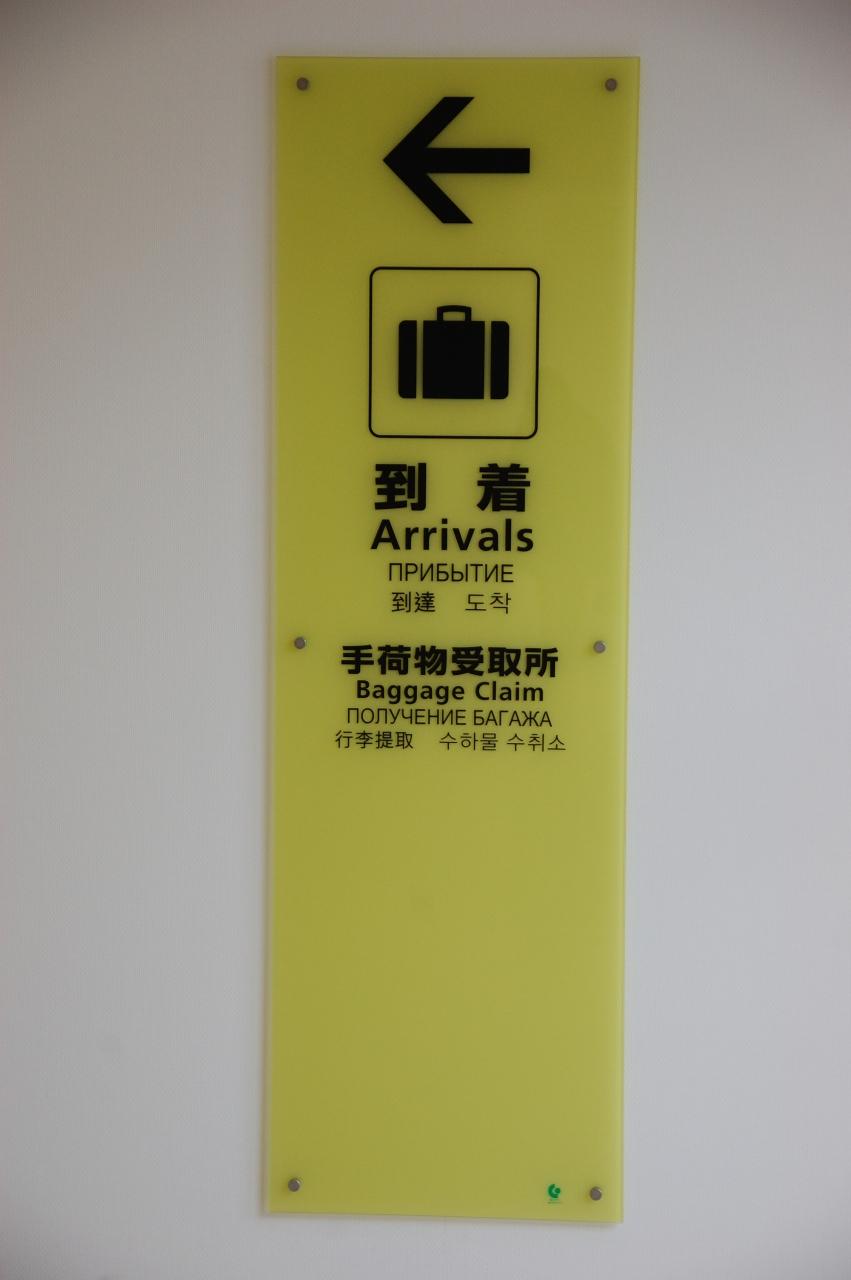 到 着
Arrivals
ПРИБЫТИЕ
到達 도착
手荷物受取所
Baggage Claim
ПОЛУЧЕНИЕ БАГАЖА
行李提取 수하물 수취소